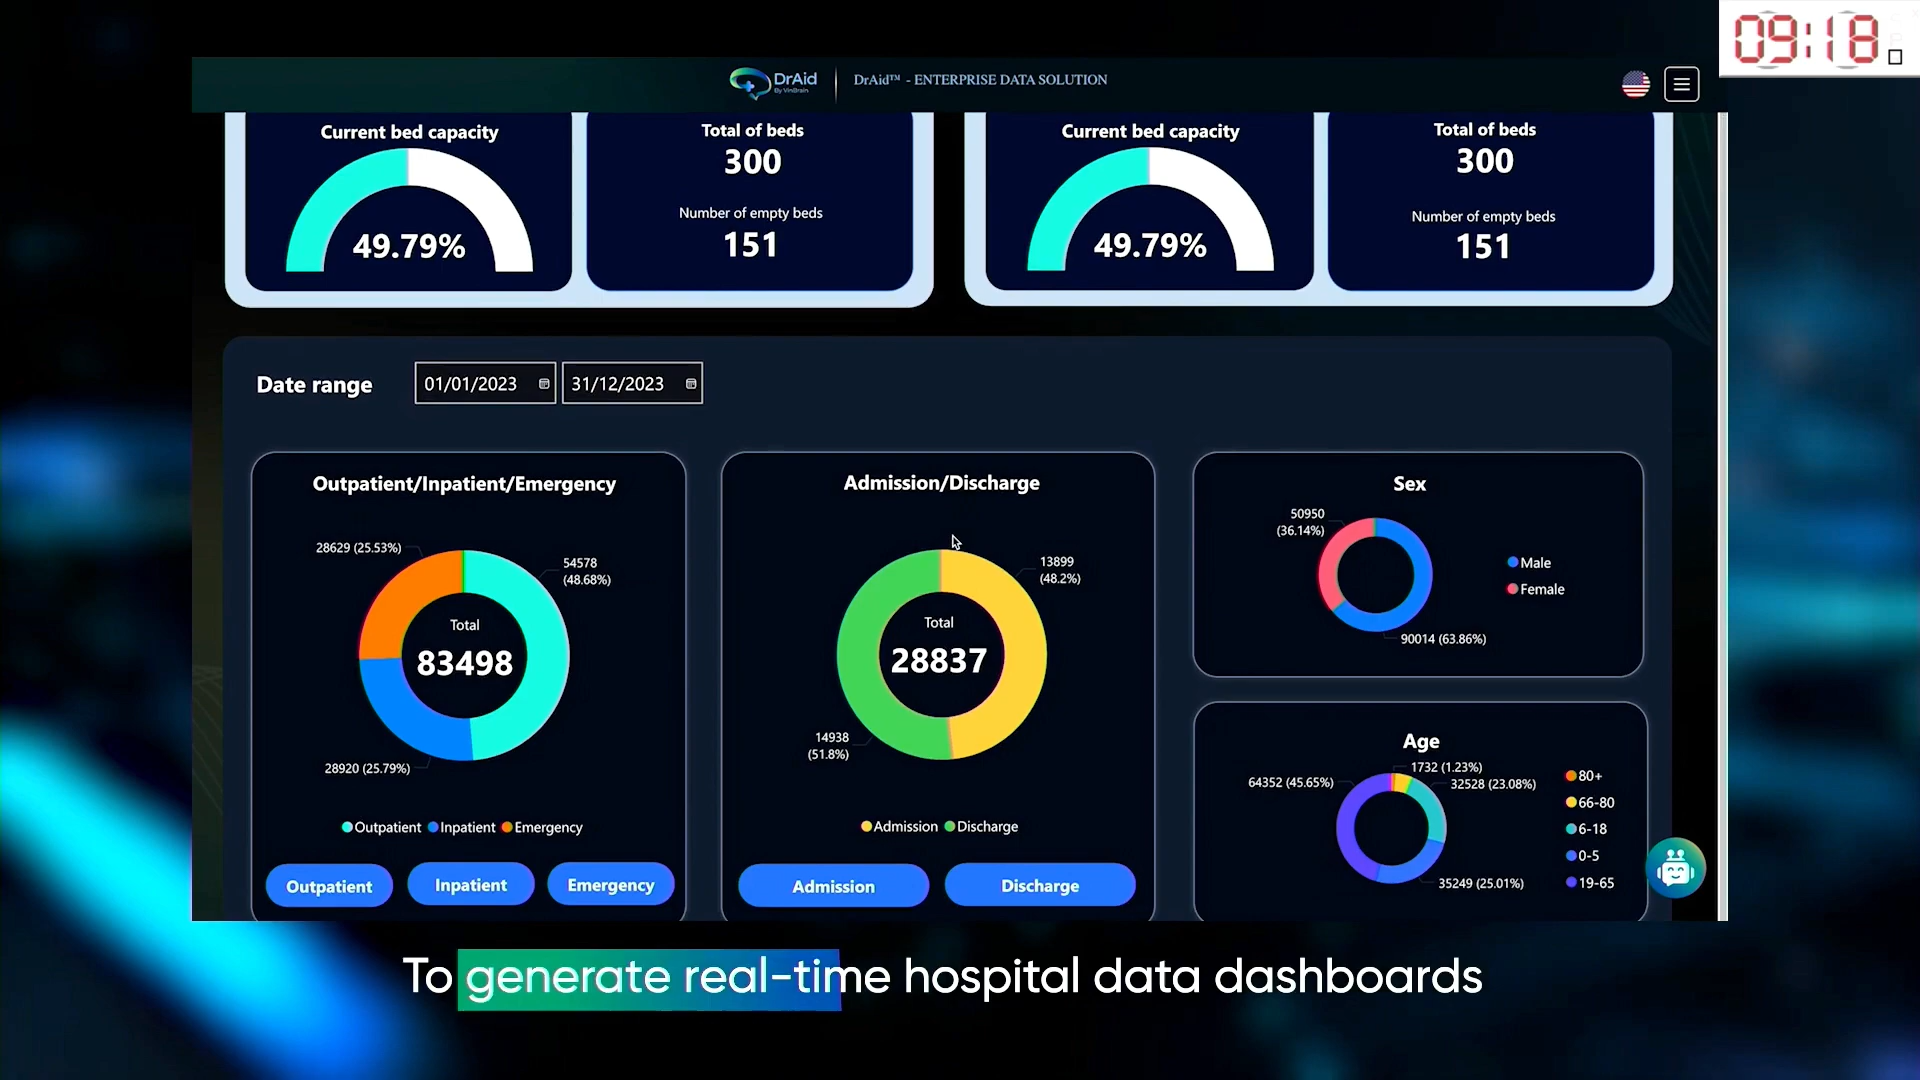 09:18
DrAid
By VinBrain
DrAid™ - ENTERPRISE DATA SOLUTION
Current bed capacity
49.79%
Total of beds
300
Number of empty beds
151
Current bed capacity
49.79%
Total of beds
300
Number of empty beds
151
Date range
01/01/2023
31/12/2023
Outpatient/Inpatient/Emergency
28629 (25.53%)
54578
(48.68%)
Total
83498
28920 (25.79%)
Outpatient Inpatient Emergency
Outpatient
Inpatient
Emergency
Admission/Discharge
13899
(48.2%)
Total
28837
14938
(51.8%)
Admission Discharge
Admission
Discharge
Sex
50950
(36.14%)
Male
Female
90014 (63.86%)
Age
1732 (1.23%)
64352 (45.65%)
32528 (23.08%)
35249 (25.01%)
80+
66-80
6-18
0-5
19-65
To generate real-time hospital data dashboards